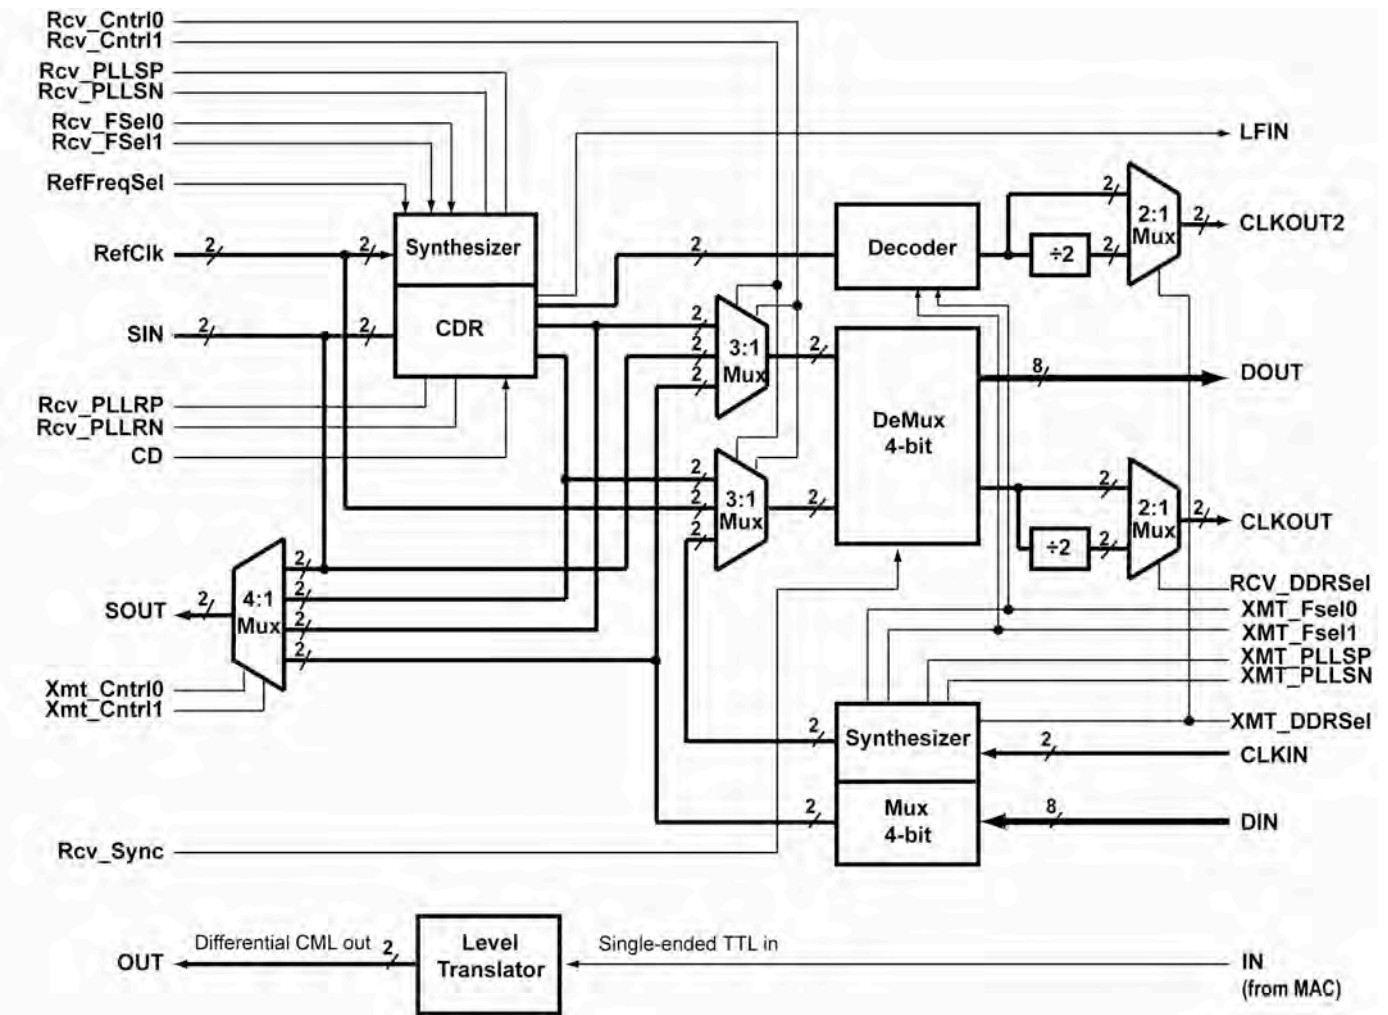 Rcv_Cntrl0
Rcv_Cntrl1
Rcv_PLLSP
Rcv_PLLSN
Rcv_FSel0
Rcv_FSel1
RefFreqSel
RefClk
2
2
SIN
2
2
Synthesizer
CDR
Rcv_PLLRP
Rcv_PLLRN
CD
2
Decoder
÷2
2
2
2:1
Mux
2
LFIN
CLKOUT2
2
2
2
3:1
Mux
2
DeMux
4-bit
8
DOUT
2
2
2
3:1
Mux
2
÷2
2
2
2:1
Mux
2
CLKOUT
SOUT
2
4:1
Mux
2
2
2
2
Xmt_Cntrl0
Xmt_Cntrl1
RCV_DDRSel
XMT_Fsel0
XMT_Fsel1
XMT_PLLSP
XMT_PLLSN
XMT_DDRSel
2
Synthesizer
2
CLKIN
2
Mux
4-bit
8
DIN
Rcv_Sync
OUT
Differential CML out
2
Level
Translator
Single-ended TTL in
IN
(from MAC)